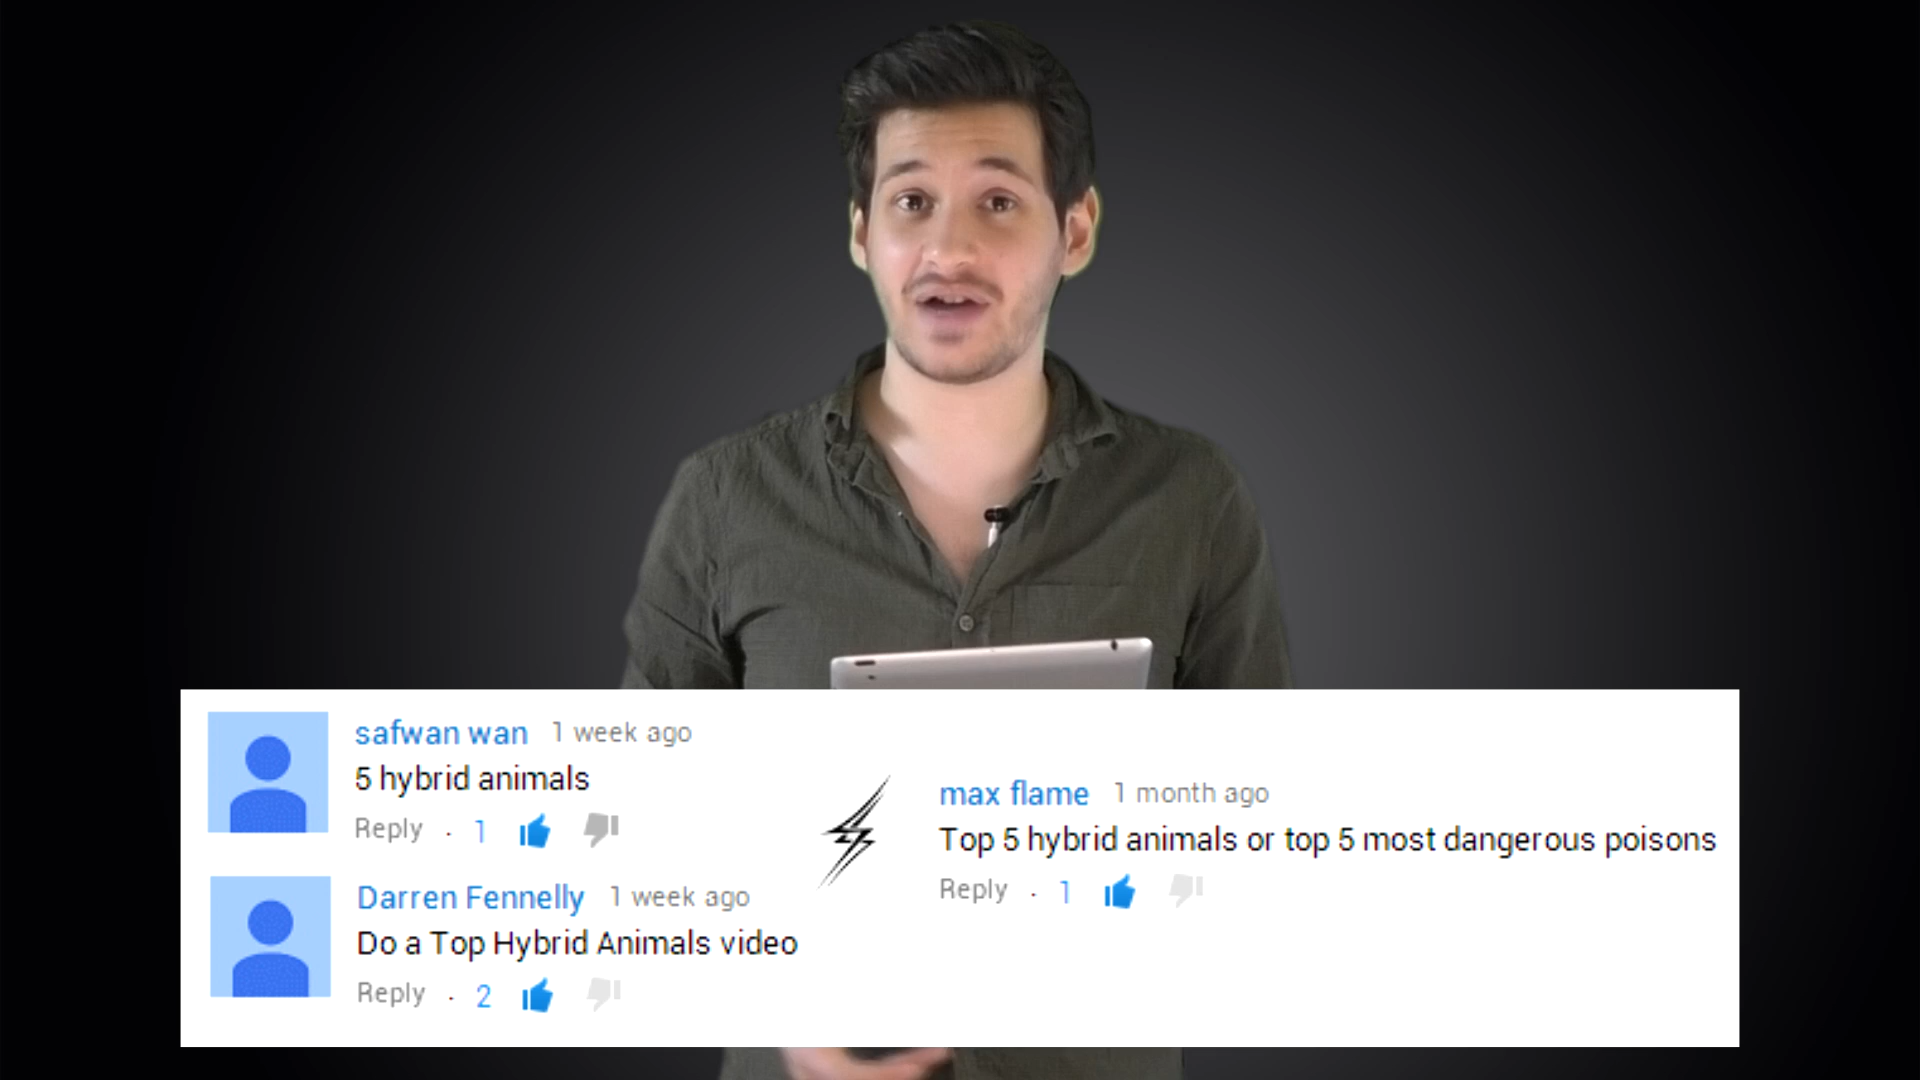 safwan wan 1 week ago
5 hybrid animals
Reply . 1
Darren Fennelly 1 week ago
Do a Top Hybrid Animals video
Reply . 2
max flame 1 month ago
Top 5 hybrid animals or top 5 most dangerous poisons
Reply . 1